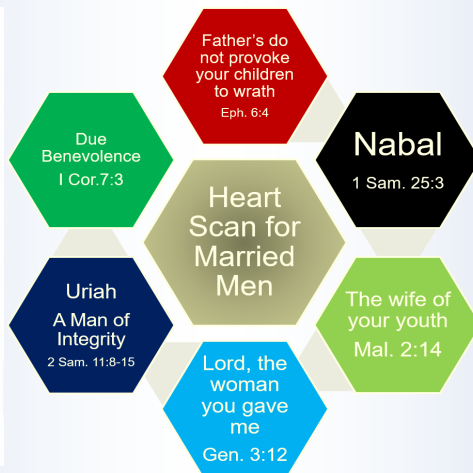 Father's do
not provoke
your children
to wrath
Eph. 6:4
Nabal
1 Sam. 25:3
The wife of
your youth
Mal. 2:14
Lord, the
woman
you gave
me
Gen. 3:12
Uriah
A Man of
Integrity
2 Sam. 11:8-15
Due
Benevolence
I Cor.7:3
Heart
Scan for
Married
Men